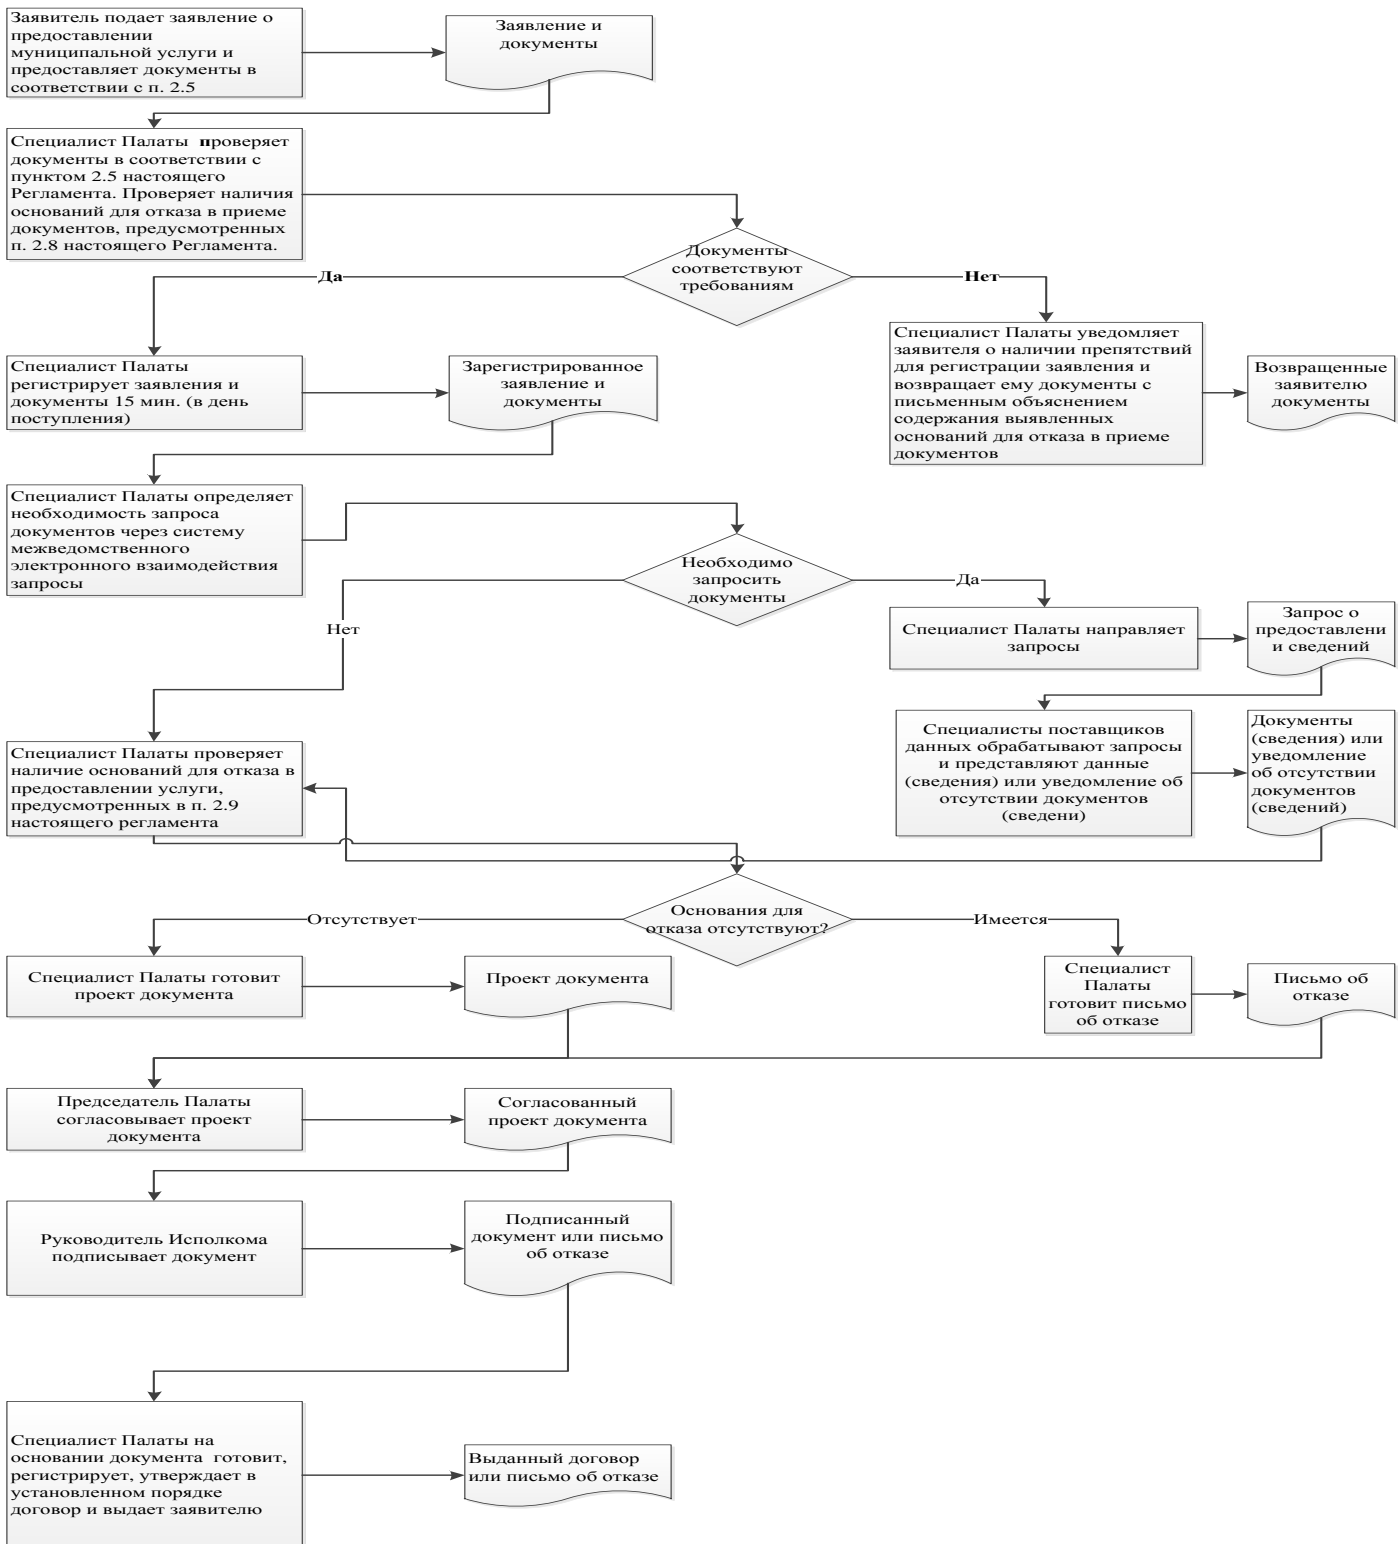 Заявитель подает заявление о
предоставлении
муниципальной услуги и
предоставляет документы в
соответствии с п. 2.5
Заявление и
документы
Специалист Палаты  проверяет
документы в соответствии с
пунктом 2.5 настоящего
Регламента. Проверяет наличия
оснований для отказа в приеме
документов, предусмотренных
п. 2.8 настоящего Регламента.
Документы
соответствуют
требованиям
Да
Нет
Специалист Палаты
регистрирует заявления и
документы 15 мин. (в день
поступления)
Зарегистрированное
заявление и
документы
Специалист Палаты уведомляет
заявителя о наличии препятствий
для регистрации заявления и
возвращает ему документы с
письменным объяснением
содержания выявленных
оснований для отказа в приеме
документов
Возвращенные
заявителю
документы
Специалист Палаты определяет
необходимость запроса
документов через систему
межведомственного
электронного взаимодействия
запросы
Необходимо
запросить
документы
Да
Нет
Специалист Палаты направляет
запросы
Запрос о
предоставлени
и сведений
Специалисты поставщиков
данных обрабатывают запросы
и представляют данные
(сведения) или уведомление об
отсутствии документов
(сведени)
Документы
(сведения) или
уведомление
об отсутствии
документов
(сведений)
Специалист Палаты проверяет
наличие оснований для отказа в
предоставлении услуги,
предусмотренных в п. 2.9
настоящего регламента
Основания для
отказа отсутствуют?
Отсутствует
Имеется
Специалист Палаты готовит
проект документа
Проект документа
Специалист
Палаты
готовит письмо
об отказе
Письмо об
отказе
Председатель Палаты
согласовывает проект
документа
Согласованный
проект документа
Руководитель Исполкома
подписывает документ
Подписанный
документ или письмо
об отказе
Специалист Палаты на
основании документа  готовит,
регистрирует, утверждает в
установленном порядке
договор и выдает заявителю
Выданный договор
или письмо об отказе